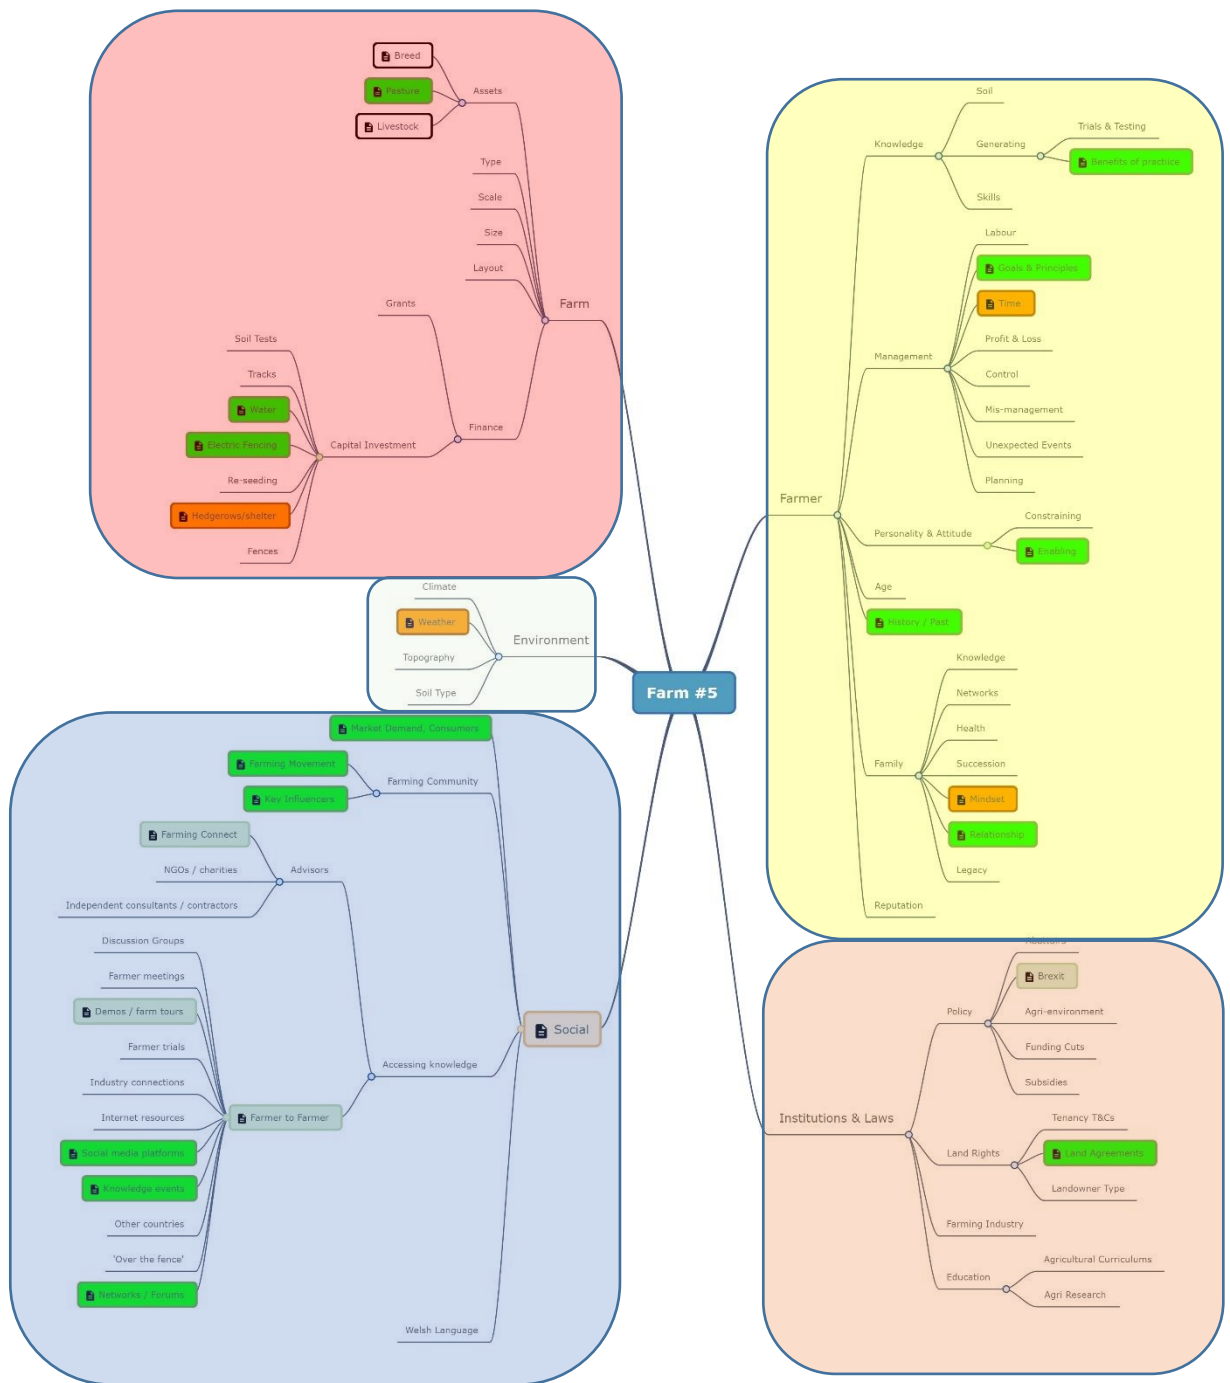 Breed
Pasture
Livestock
Assets
Type
Scale
Size
Layout
Farm
Grants
Soil Tests
Tracks
Water
Electric Fencing
Re-seeding
Hedgerows/shelter
Fences
Capital Investment
Finance
Climate
Weather
Topography
Soil Type
Environment
Farm #5
Market Demand, Consumers
Farming Movement
Key Influencers
Farming Community
Farming Connect
NGOs / charities
Independent consultants / contractors
Advisors
Discussion Groups
Farmer meetings
Demos / farm tours
Farmer trials
Industry connections
Internet resources
Social media platforms
Knowledge events
Other countries
'Over the fence'
Networks / Forums
Farmer to Farmer
Accessing knowledge
Social
Welsh Language
Soil
Knowledge
Generating
Trials & Testing
Benefits of practice
Skills
Labour
Goals & Principles
Time
Profit & Loss
Management
Control
Mis-management
Unexpected Events
Planning
Farmer
Personality & Attitude
Constraining
Enabling
Age
History / Past
Knowledge
Networks
Health
Family
Succession
Mindset
Relationship
Legacy
Reputation
Abattoirs
Brexit
Policy
Agri-environment
Funding Cuts
Subsidies
Institutions & Laws
Tenancy T&Cs
Land Rights
Land Agreements
Landowner Type
Farming Industry
Education
Agricultural Curriculums
Agri Research